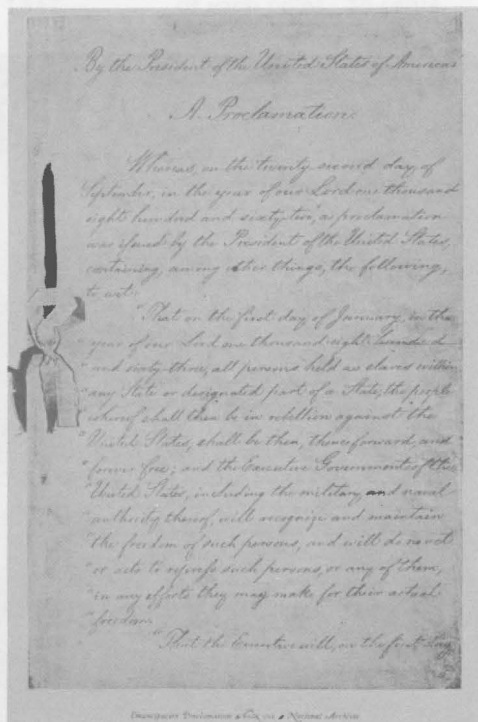 By the President of the United States of America:
A Proclamation.
Whereas, on the twenty-second day of
September, in the year of our Lord one thousand
eight hundred and sixty-two, a proclamation
was issued by the President of the United States,
containing, among other things, the following,
to wit:
"That on the first day of January, in the
"year of our Lord one thousand eight hundred
"and sixty-three, all persons held as slaves within
"any State or designated part of a State, the people
"whereof shall then be in rebellion against the
"United States, shall be then, thenceforward, and
"forever free; and the Executive Government of the
"United States, including the military and naval
"authority thereof, will recognize and maintain
"the freedom of such persons, and will do no act
"or acts to repress such persons, or any of them,
"in any efforts they may make for their actual
"freedom.
"That the Executive will, on the first day
Emancipation Proclamation National Archives